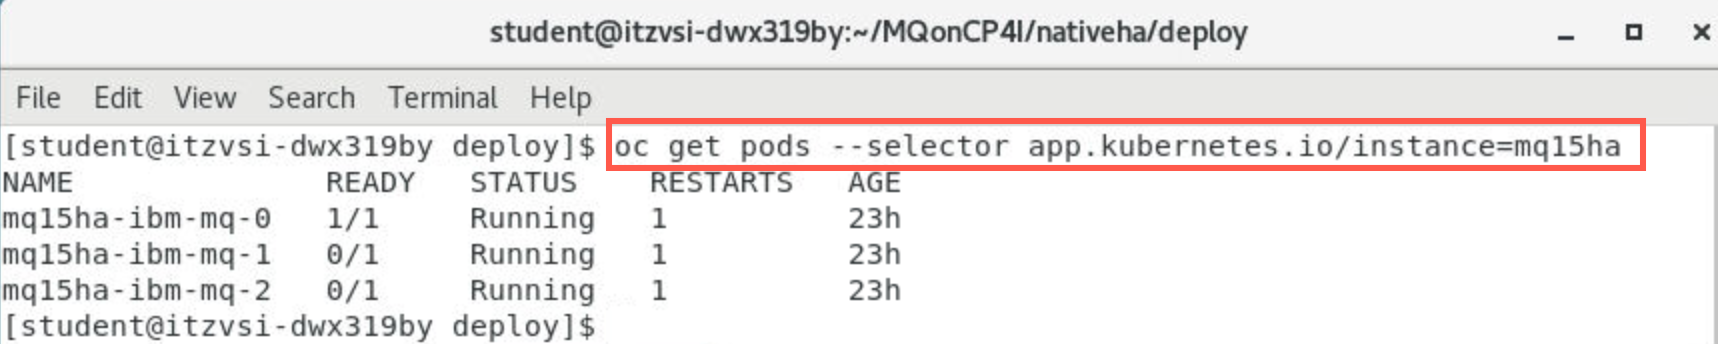 student@itzvsi-dwx319by:~/MQonCP4I/nativeha/deploy
File Edit View Search Terminal Help
[student@itzvsi-dwx319by deploy]$ oc get pods --selector app.kubernetes.io/instance=mq15ha
NAME READY STATUS RESTARTS AGE
mq15ha-ibm-mq-0 1/1 Running 1 23h
mq15ha-ibm-mq-1 0/1 Running 1 23h
mq15ha-ibm-mq-2 0/1 Running 1 23h
[student@itzvsi-dwx319by deploy]$